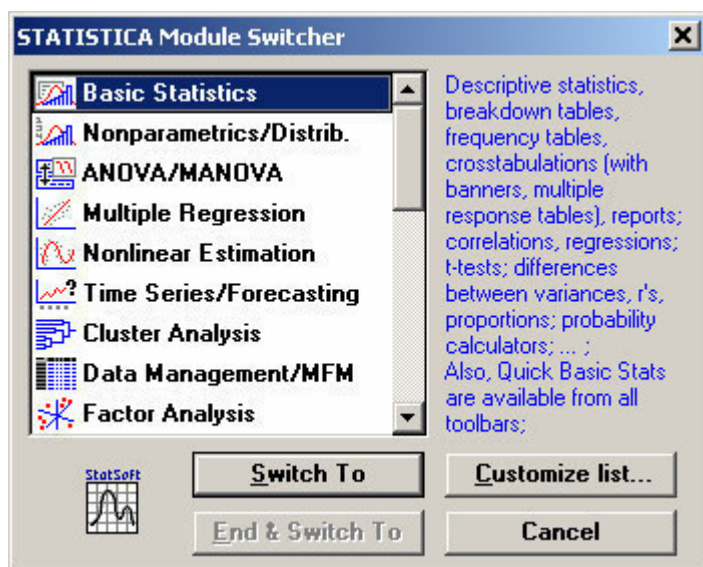 STATISTICA Module Switcher
Basic Statistics
Nonparametrics/Distrib.
ANOVA/MANOVA
Multiple Regression
Nonlinear Estimation
Time Series/Forecasting
Cluster Analysis
Data Management/MFM
Factor Analysis
Descriptive statistics,
breakdown tables,
frequency tables,
crosstabulations (with
banners, multiple
response tables), reports;
correlations, regressions;
t-tests; differences
between variances, r's,
proportions; probability
calculators; ... ;
Also, Quick Basic Stats
are available from all
toolbars;
StatSoft
Switch To
Customize list...
End & Switch To
Cancel